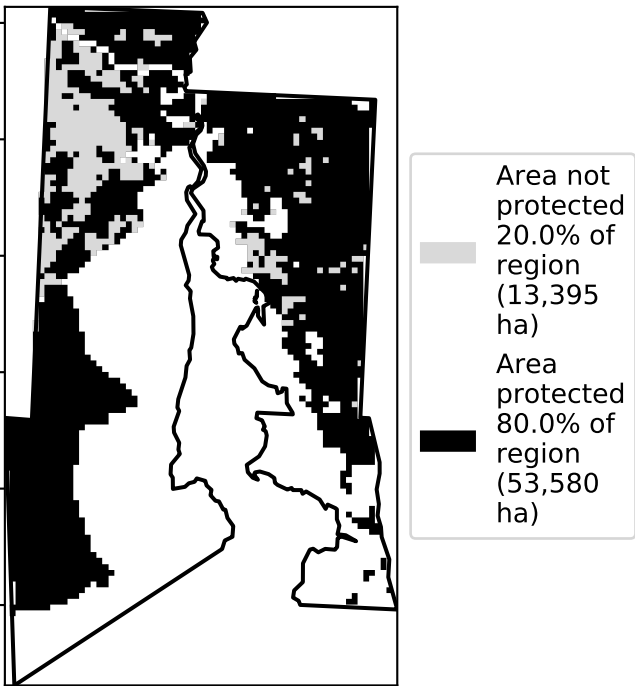 Area not
protected
20.0% of
region
(13,395
ha)
Area
protected
80.0% of
region
(53,580
ha)